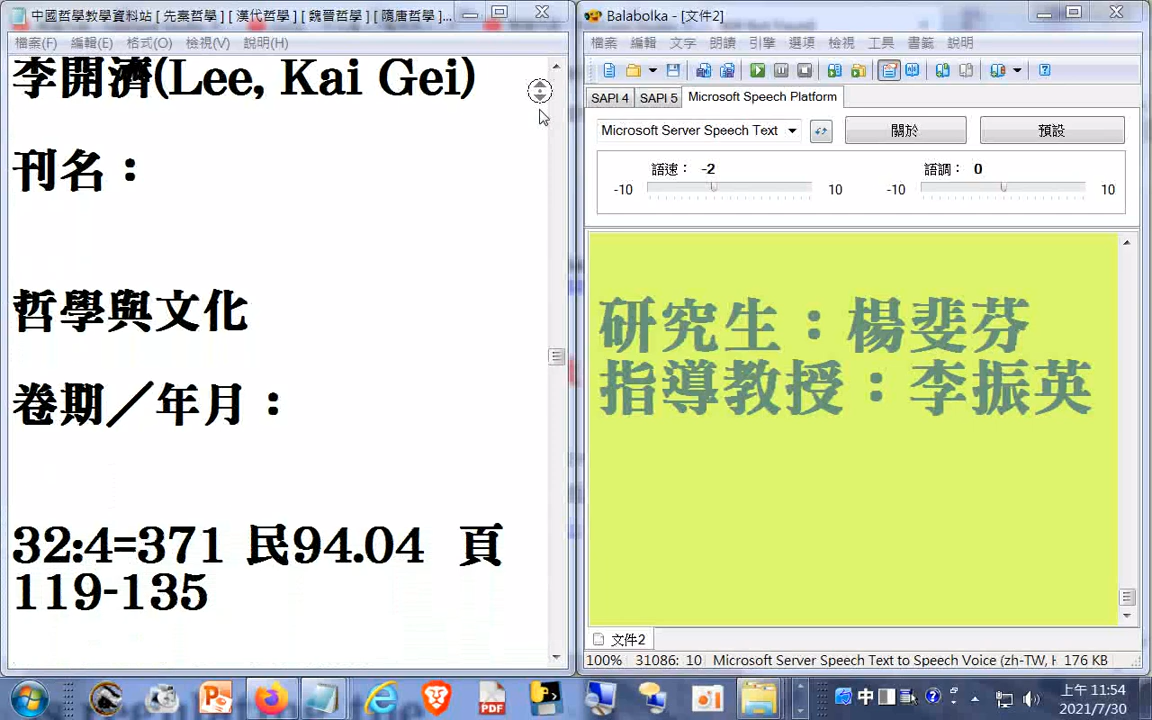 中國哲學教學資料站 [ 先秦哲學 ] [ 漢代哲學 ] [ 魏晉哲學 ] [ 隋唐哲學 ]...
檔案(F) 編輯(E) 格式(O) 檢視(V) 說明(H)
李開濟(Lee, Kai Gei)
刊名：
哲學與文化
卷期／年月：
32:4=371 民94.04 頁
119-135
Balabolka - [文件2]
檔案 編輯 文字 朗讀 引擎 選項 檢視 工具 書籤 說明
SAPI 4 SAPI 5 Microsoft Speech Platform
Microsoft Server Speech Text 關於 預設
語速： -2 語調： 0
-10 10 -10 10
研究生：楊斐芬
指導教授：李振英
文件2
100% 31086: 10 Microsoft Server Speech Text to Speech Voice (zh-TW, H 176 KB
PDF 中 上午 11:54
2021/7/30